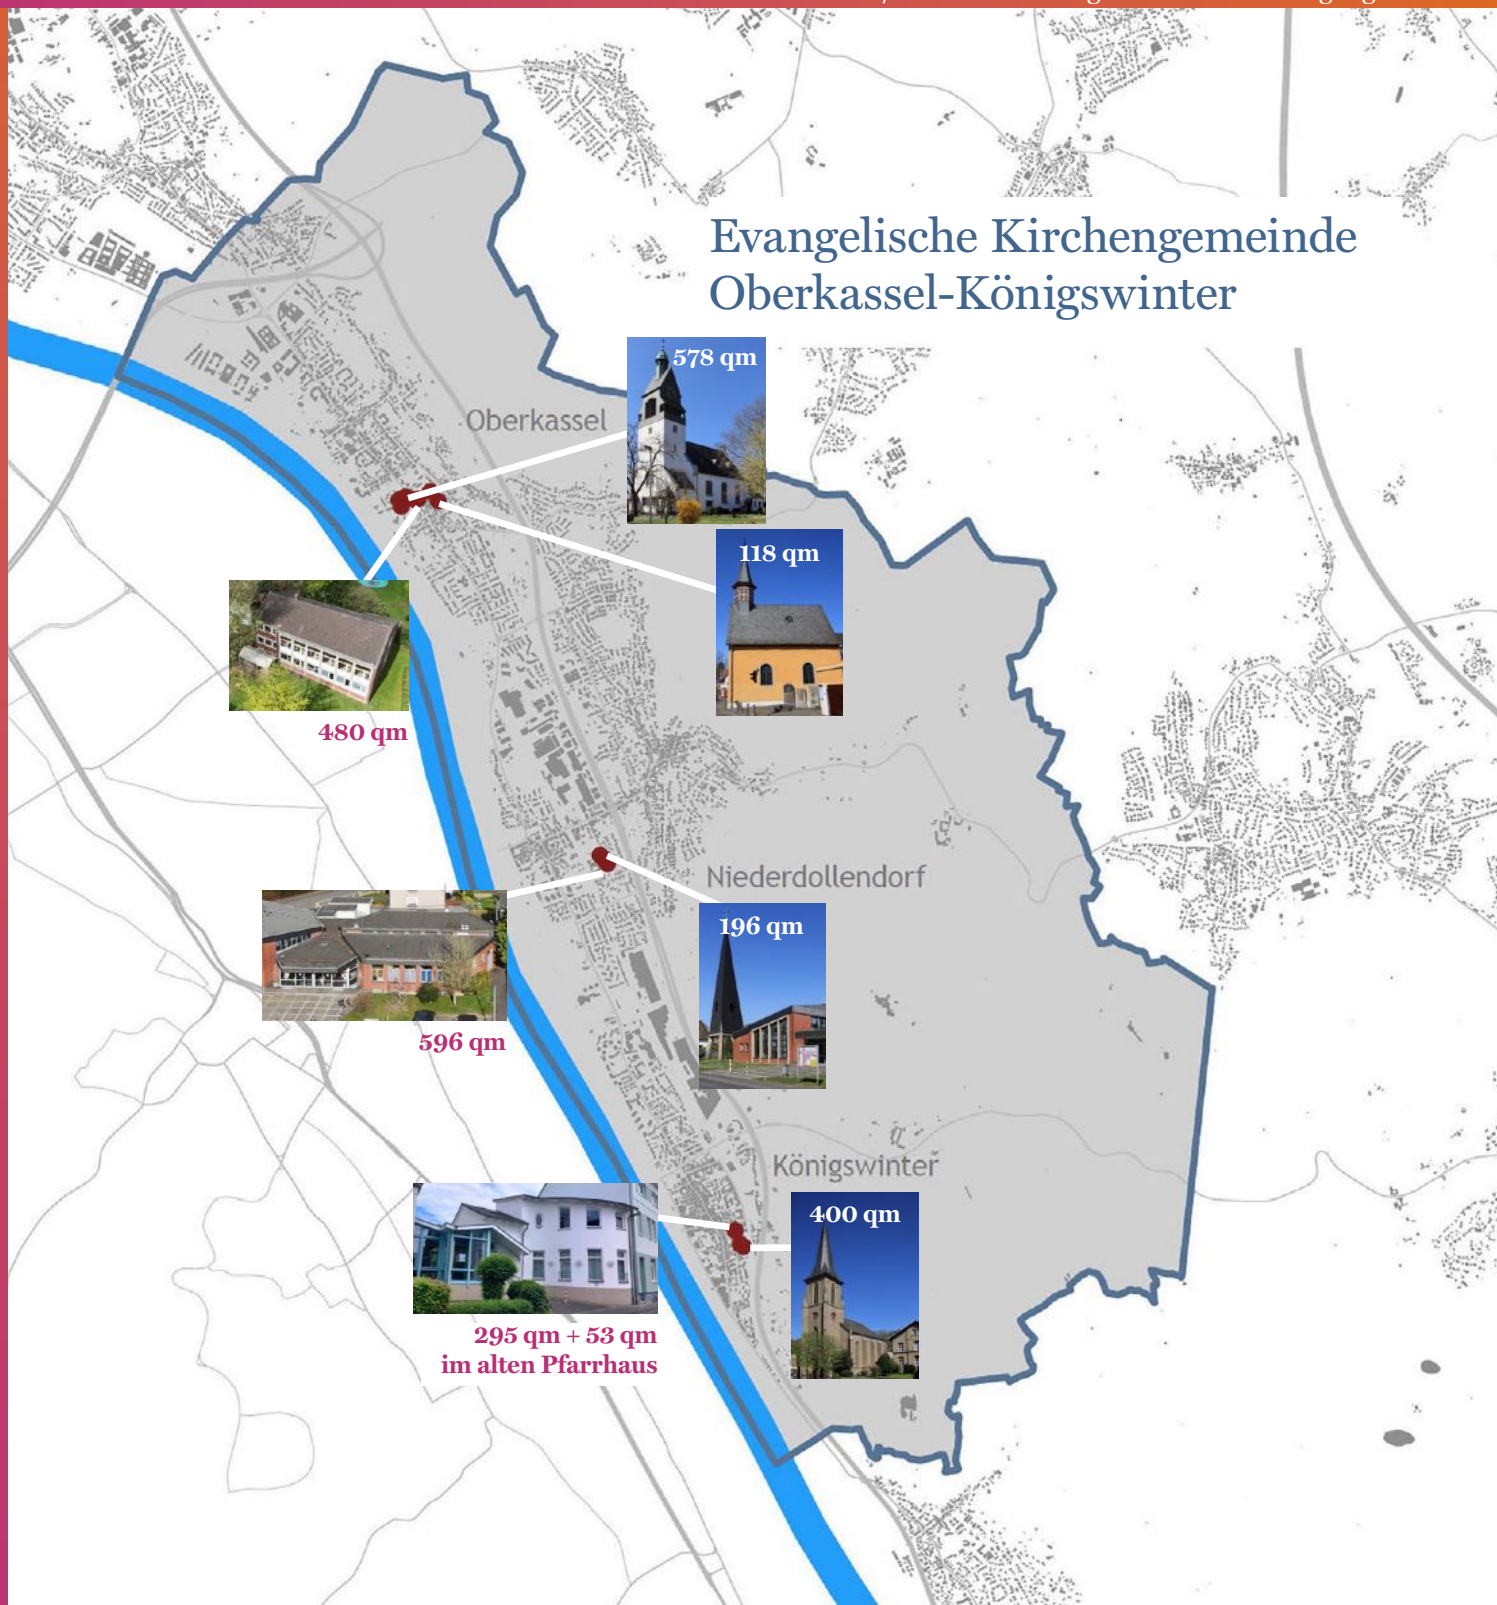 Evangelische Kirchengemeinde
Oberkassel-Königswinter
578 qm
Oberkassel
118 qm
480 qm
Niederdollendorf
196 qm
596 qm
Königswinter
400 qm
295 qm + 53 qm
im alten Pfarrhaus